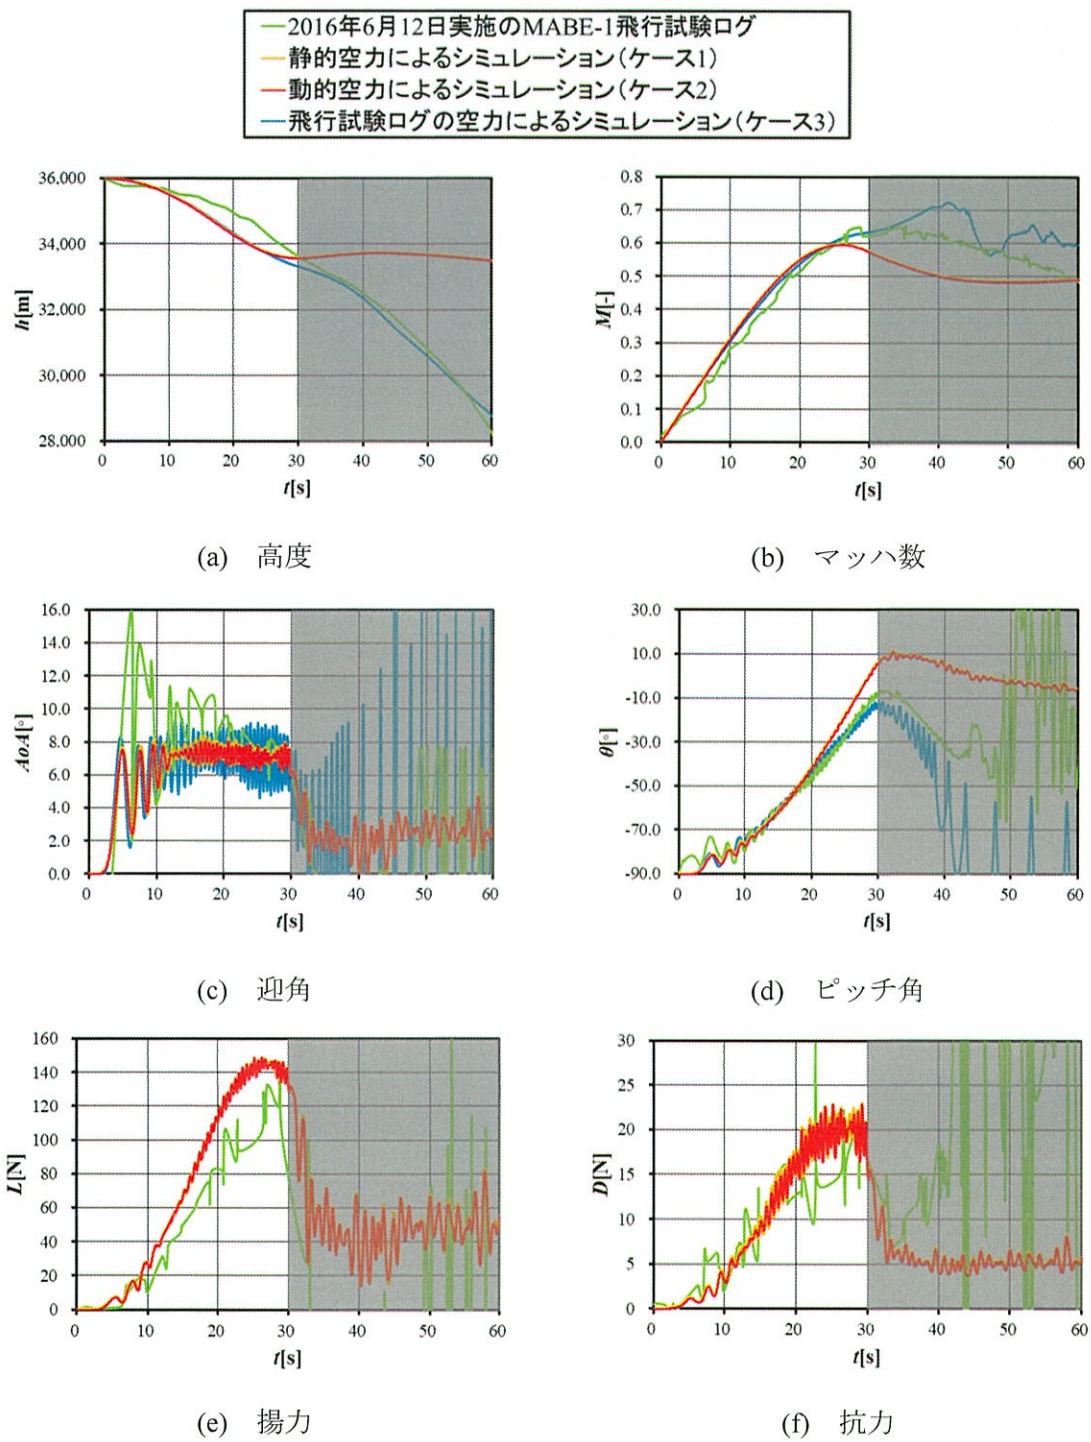 2016年6月12日実施のMABE-1飛行試験ログ
静的空力によるシミュレーション(ケース1)
動的空力によるシミュレーション(ケース2)
飛行試験ログの空力によるシミュレーション(ケース3)
36,000
34,000
32,000
30,000
28,000
h[m]
0 10 20 30 40 50 60
t[s]
(a) 高度
0.8
0.7
0.6
0.5
0.4
0.3
0.2
0.1
0.0
M[-]
0 10 20 30 40 50 60
t[s]
(b) マッハ数
16.0
14.0
12.0
10.0
8.0
6.0
4.0
2.0
0.0
AoA[°]
0 10 20 30 40 50 60
t[s]
(c) 迎角
30.0
10.0
-10.0
-30.0
-50.0
-70.0
-90.0
θ[°]
0 10 20 30 40 50 60
t[s]
(d) ピッチ角
160
140
120
100
80
60
40
20
0
L[N]
0 10 20 30 40 50 60
t[s]
(e) 揚力
30
25
20
15
10
5
0
D[N]
0 10 20 30 40 50 60
t[s]
(f) 抗力